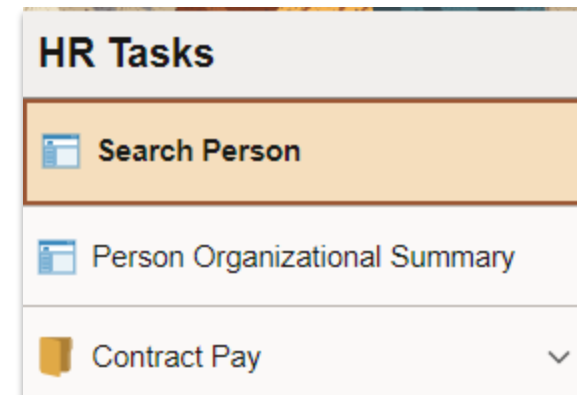 HR Tasks
Search Person
Person Organizational Summary
Contract Pay